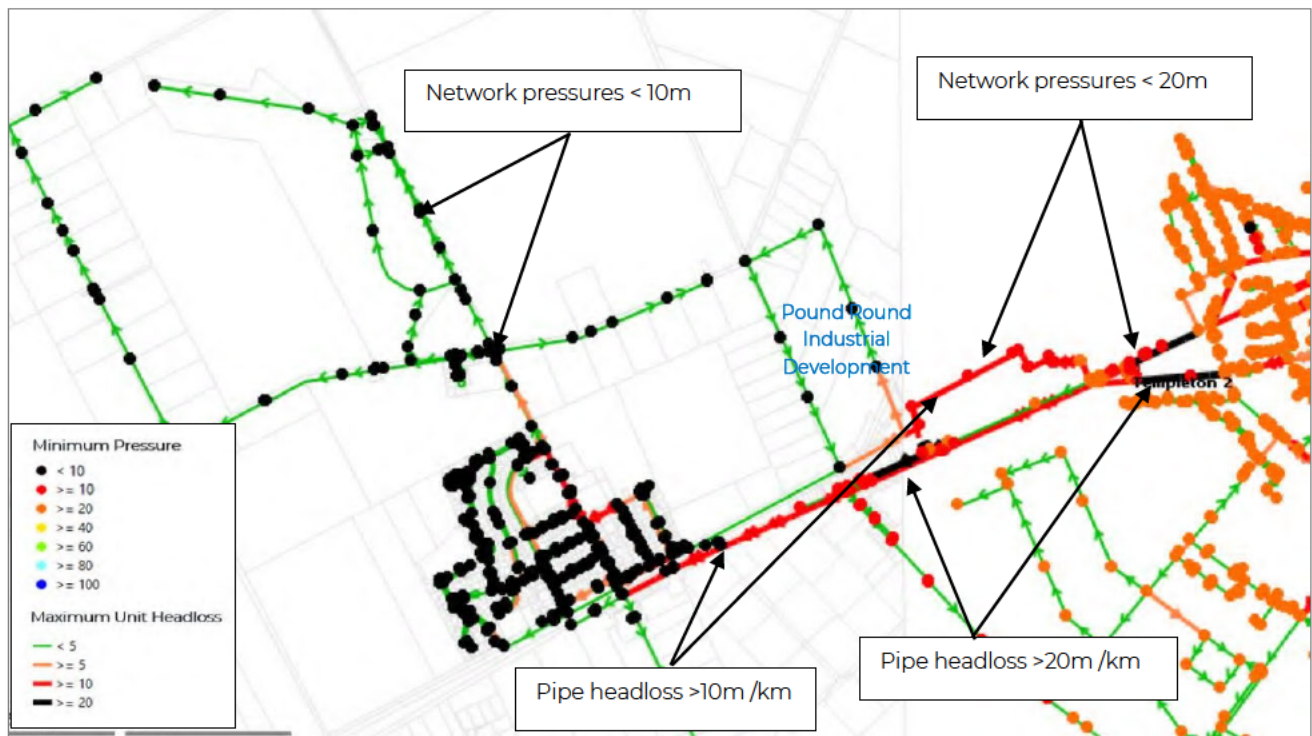 Network pressures < 10m
Network pressures < 20m
Pound Round
Industrial
Development
Templeton 2
Minimum Pressure
< 10
>= 10
>= 20
>= 40
>= 60
>= 80
>= 100
Maximum Unit Headloss
< 5
>= 5
>= 10
>= 20
Pipe headloss >10m /km
Pipe headloss >20m /km